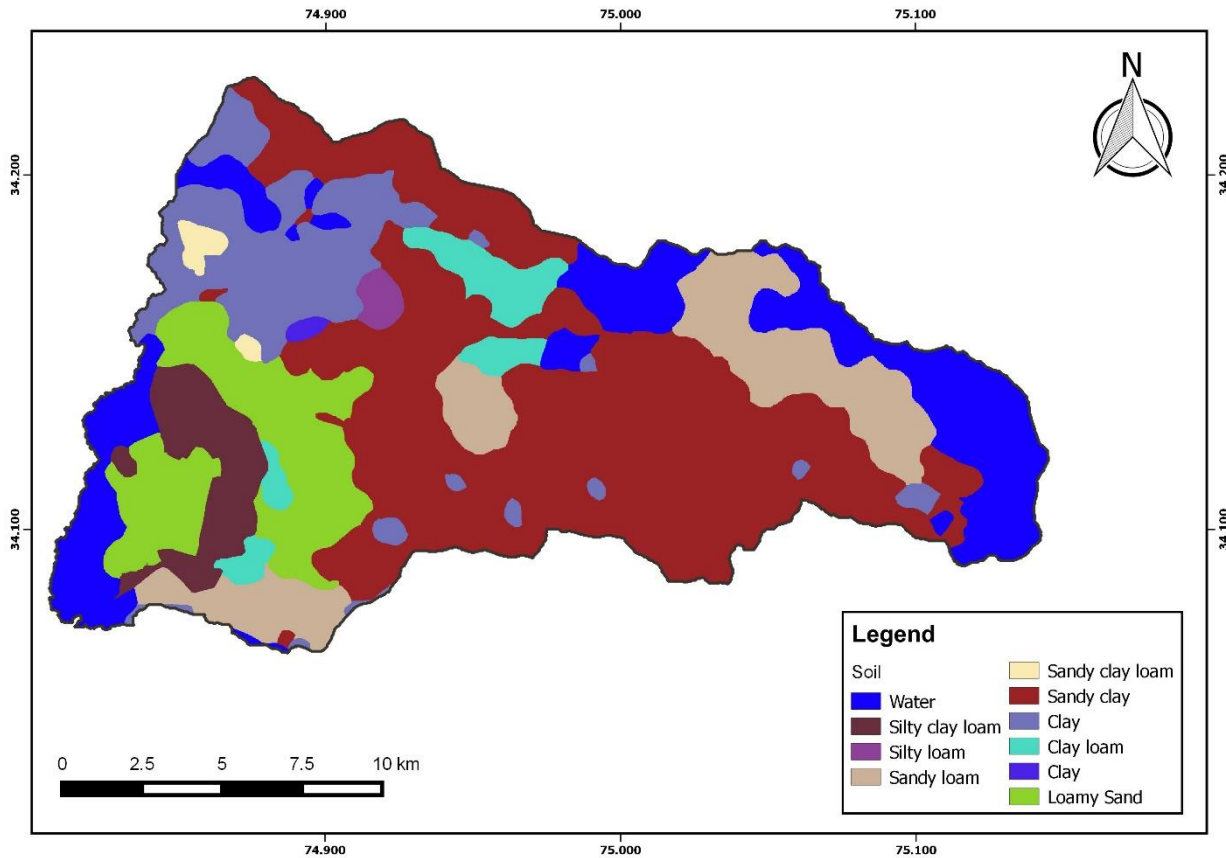 74.900 75.000 75.100
N
34.200 34.200
34.100 34.100
Legend
Soil
Water
Silty clay loam
Silty loam
Sandy loam
Sandy clay loam
Sandy clay
Clay
Clay loam
Clay
Loamy Sand
0 2.5 5 7.5 10 km
74.900 75.000 75.100